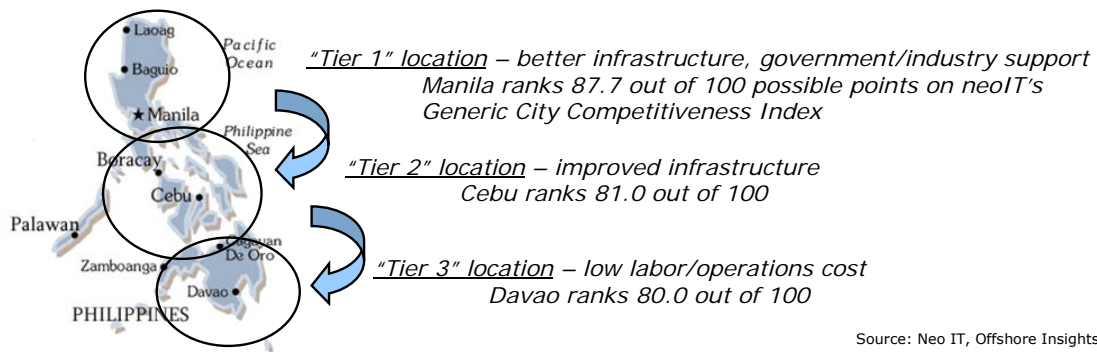 Laoag
Pacific
Ocean
Baguio
Manila
Philippine
Sea
Boracay
Cebu
Palawan
Cagayan
De Oro
Zamboanga
Davao
PHILIPPINES
"Tier 1" location – better infrastructure, government/industry support
Manila ranks 87.7 out of 100 possible points on neoIT's
Generic City Competitiveness Index
"Tier 2" location – improved infrastructure
Cebu ranks 81.0 out of 100
"Tier 3" location – low labor/operations cost
Davao ranks 80.0 out of 100
Source: Neo IT, Offshore Insights